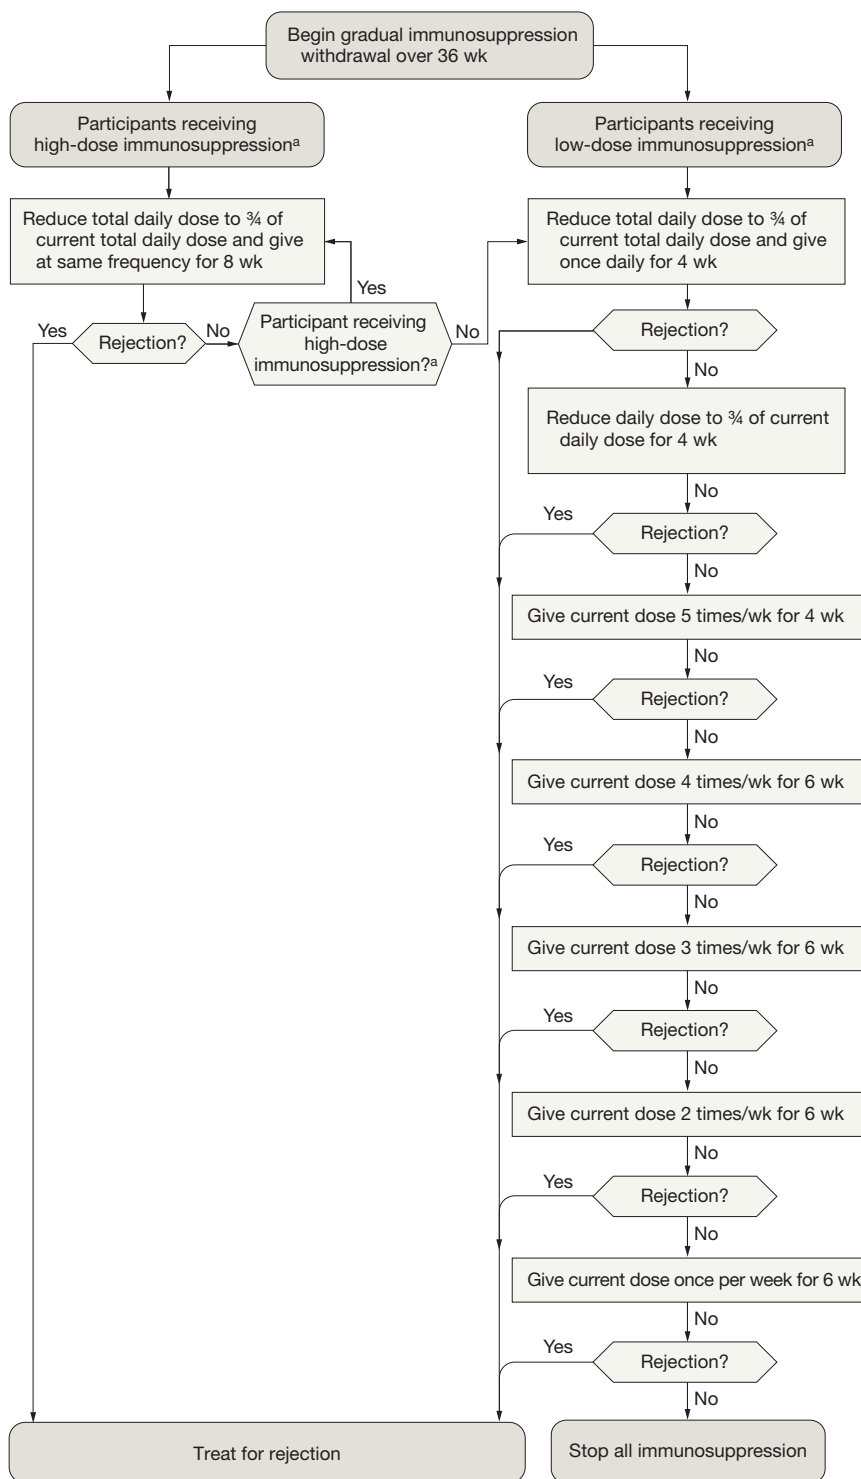 Begin gradual immunosuppression
withdrawal over 36 wk
Participants receiving
high-dose immunosuppressionᵃ
Participants receiving
low-dose immunosuppressionᵃ
Reduce total daily dose to ¾ of
current total daily dose and give
at same frequency for 8 wk
Reduce total daily dose to ¾ of
current total daily dose and give
once daily for 4 wk
Yes
Yes
Rejection?
No
Participant receiving
high-dose
immunosuppression?ᵃ
No
Rejection?
No
Reduce daily dose to ¾ of current
daily dose for 4 wk
No
Yes
Rejection?
No
Give current dose 5 times/wk for 4 wk
No
Yes
Rejection?
No
Give current dose 4 times/wk for 6 wk
No
Yes
Rejection?
No
Give current dose 3 times/wk for 6 wk
No
Yes
Rejection?
No
Give current dose 2 times/wk for 6 wk
No
Yes
Rejection?
No
Give current dose once per week for 6 wk
No
Yes
Rejection?
No
Treat for rejection
Stop all immunosuppression